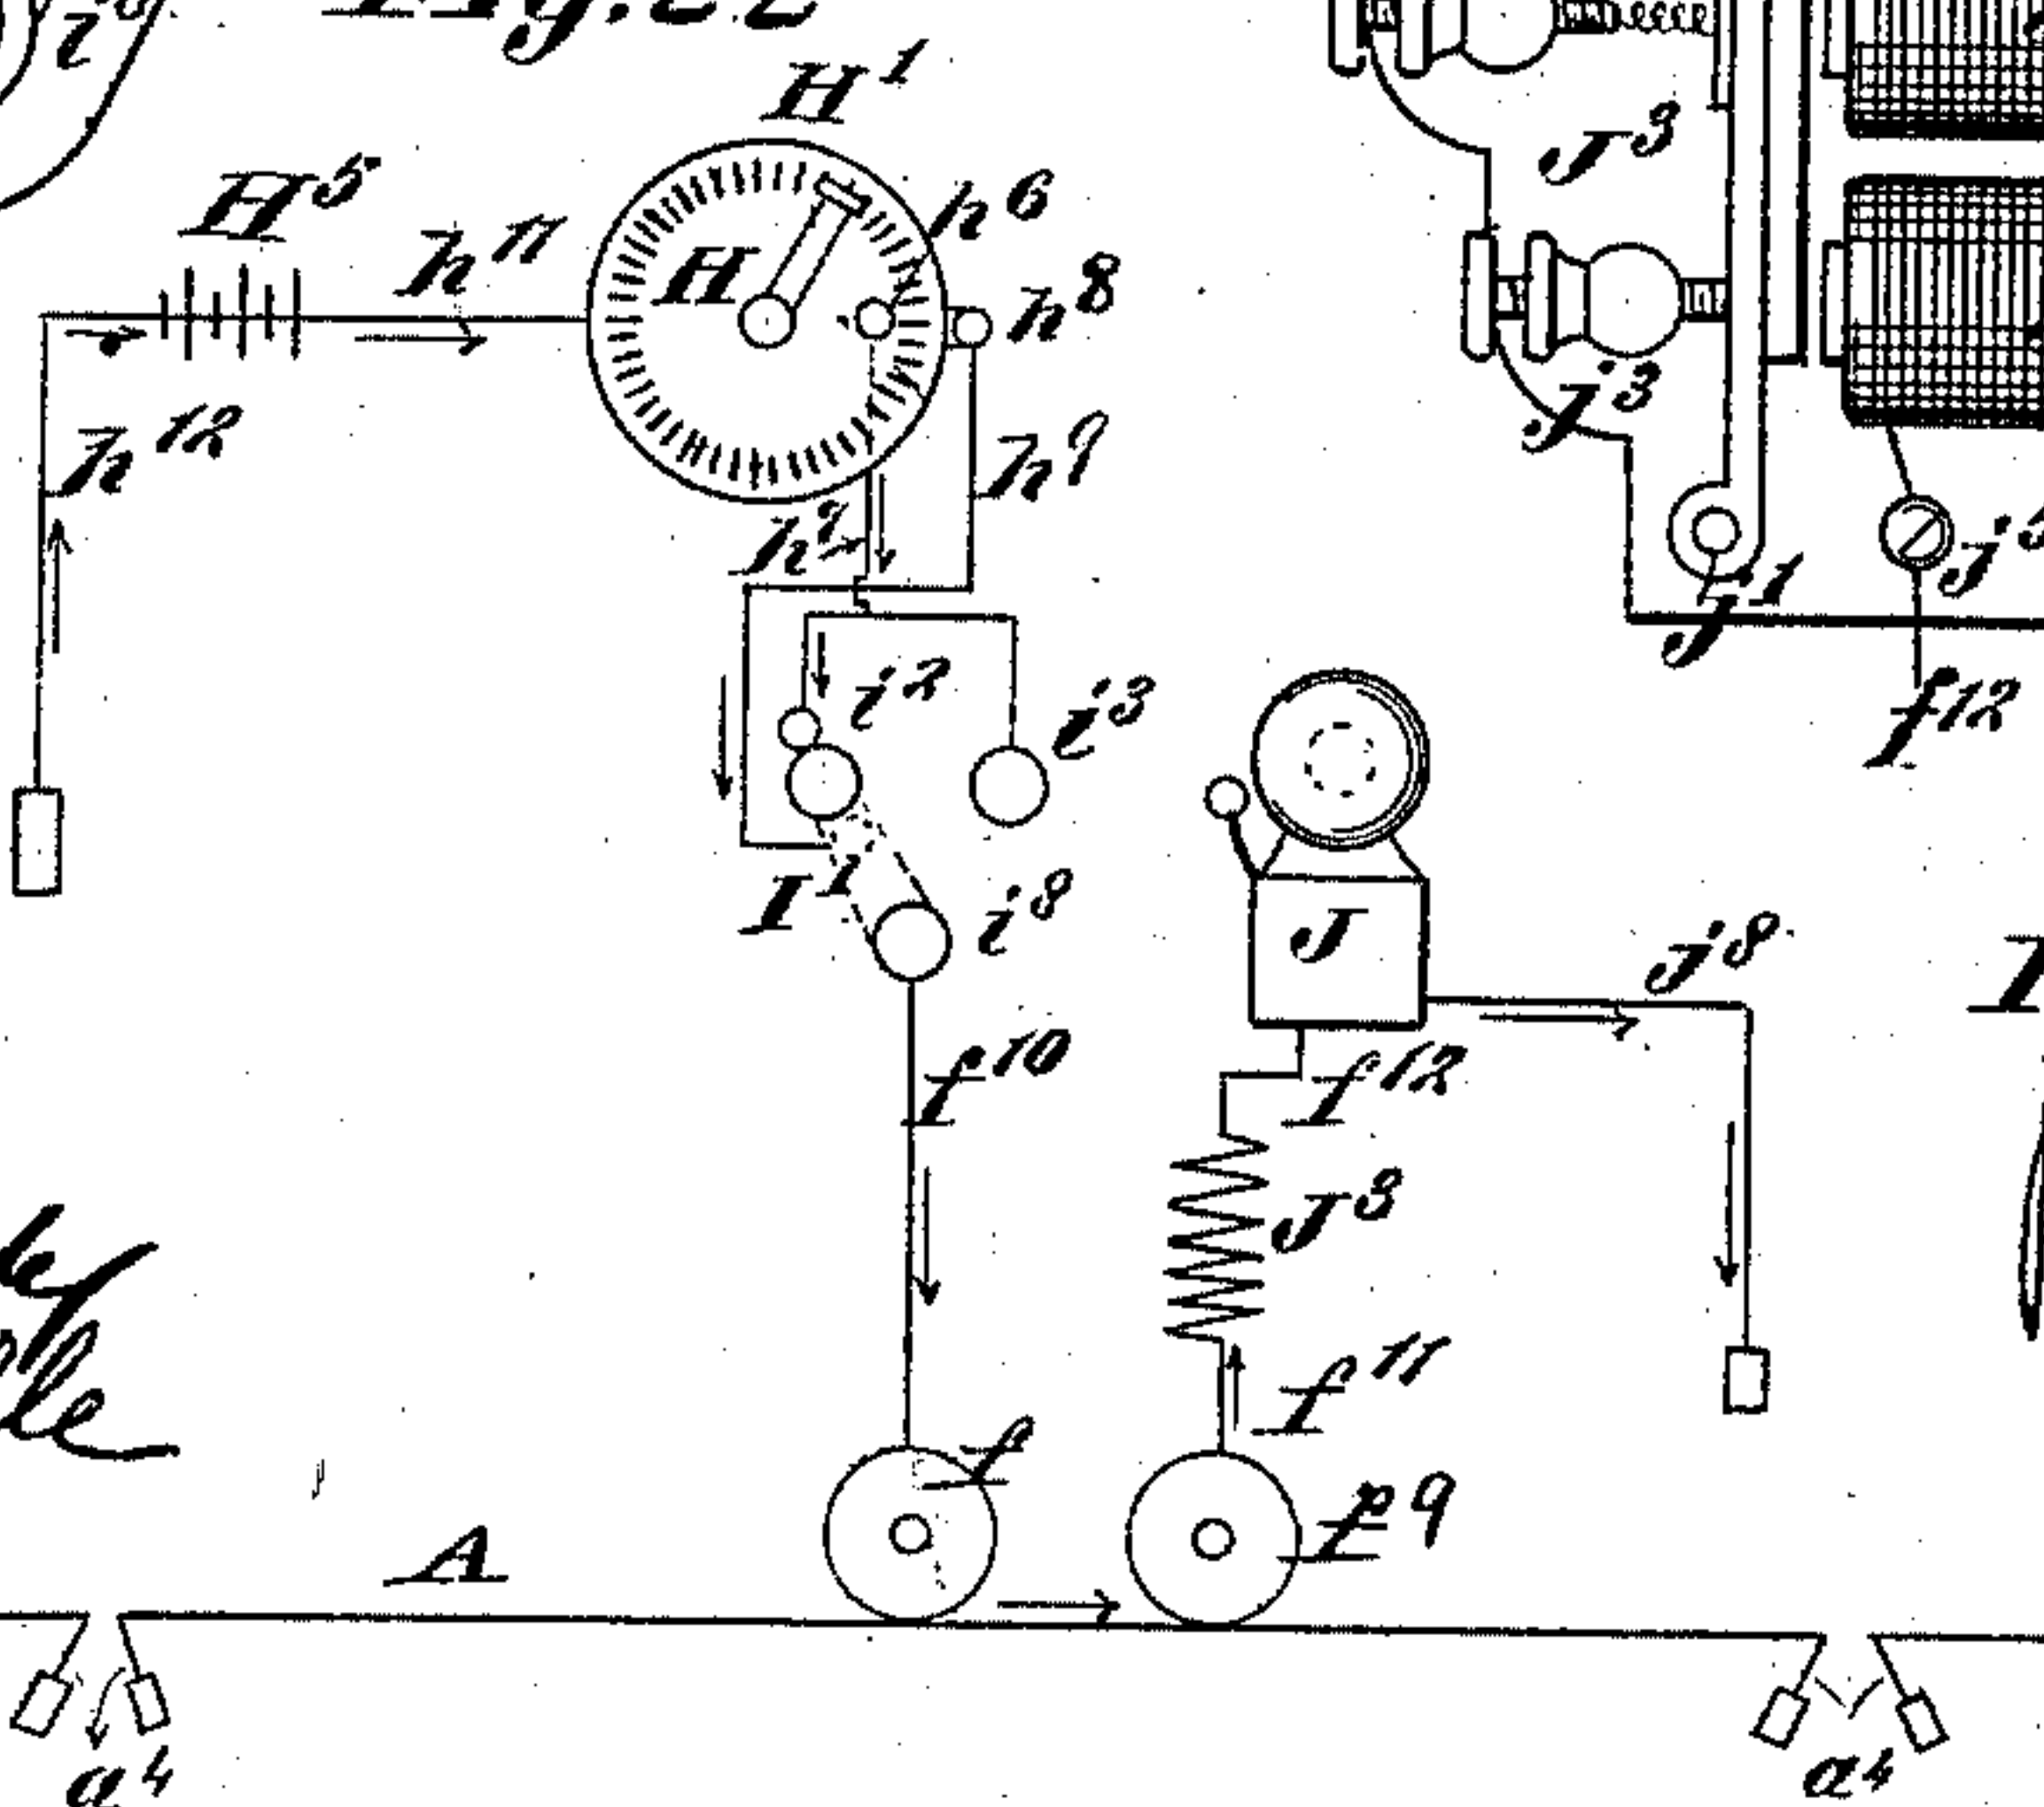 H¹
J³
H⁵
h¹¹
h⁶
H
h⁸
j³
h¹²
h⁹
h⁷
j¹
i²
i³
f¹²
I¹
i⁸
J
j⁸
f¹⁰
f¹²
J³
f¹¹
f
f⁹
A
a⁴
a⁴